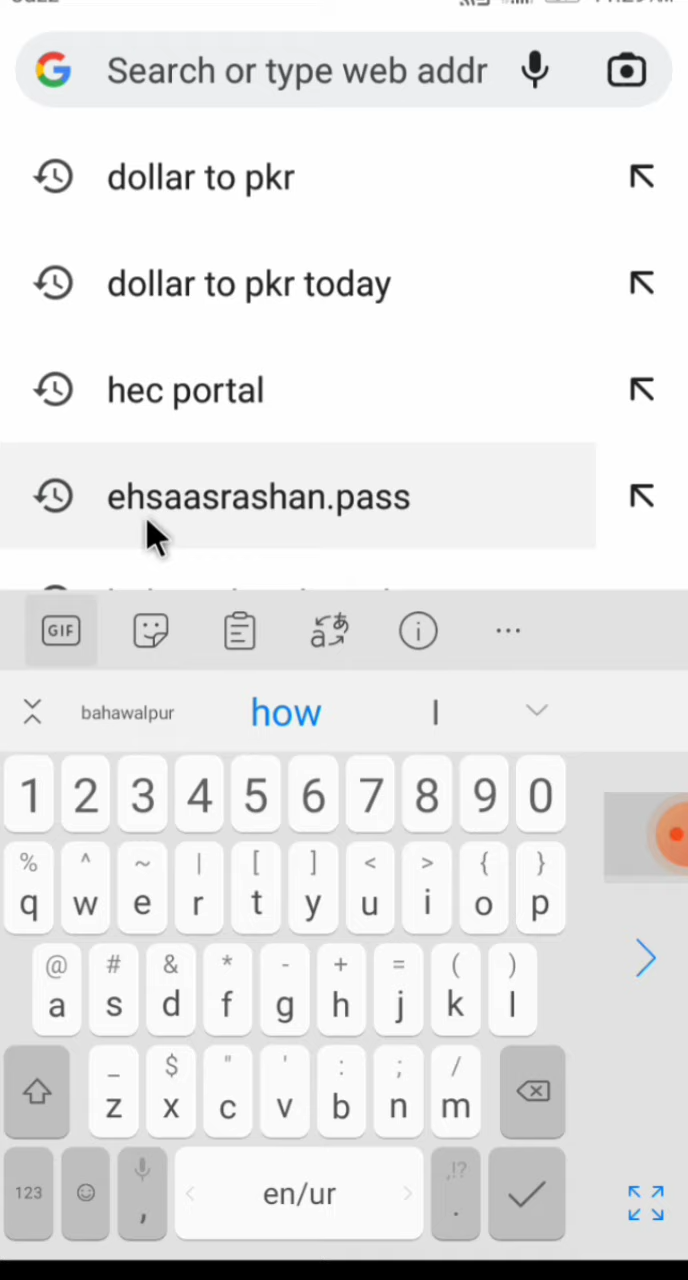 Search or type web addr
dollar to pkr
dollar to pkr today
hec portal
ehsaasrashan.pass
GIF
bahawalpur how I
1 2 3 4 5 6 7 8 9 0
% ^ ~ | [ ] < > { }
q w e r t y u i o p
@ # & * - + = ( )
a s d f g h j k l
_ $ " ' : ; /
z x c v b n m
,!?
123 , en/ur .